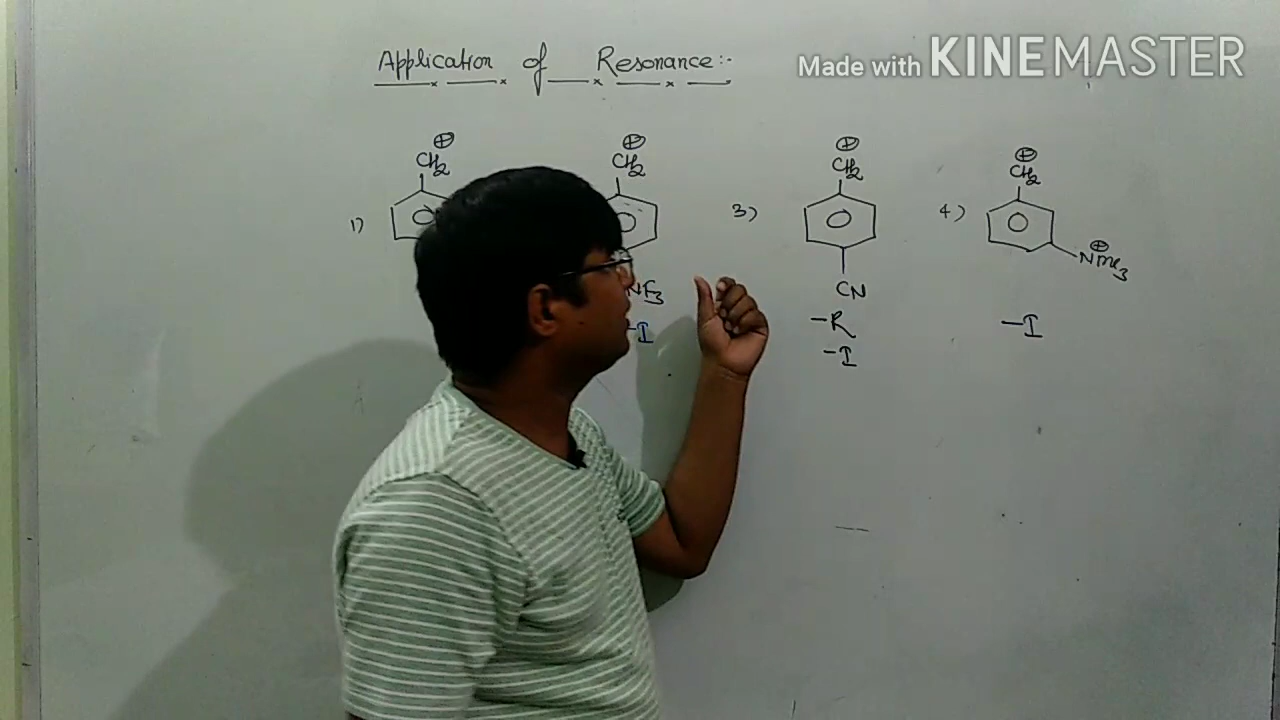 Application of Resonance:-
Made with KINEMASTER
1)
⊕
CH2
⊕
CH2
NF3
-I
3)
⊕
CH2
CN
-R
-I
4)
⊕
CH2
⊕
NMe3
-I